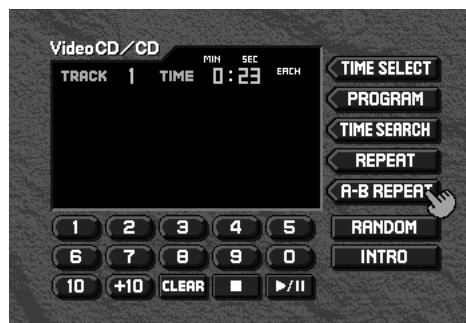 VideoCD/CD
MIN SEC
TRACK 1 TIME 0:23 EACH
TIME SELECT
PROGRAM
TIME SEARCH
REPEAT
A-B REPEAT
1 2 3 4 5 RANDOM
6 7 8 9 0 INTRO
10 +10 CLEAR ■ ▶/II